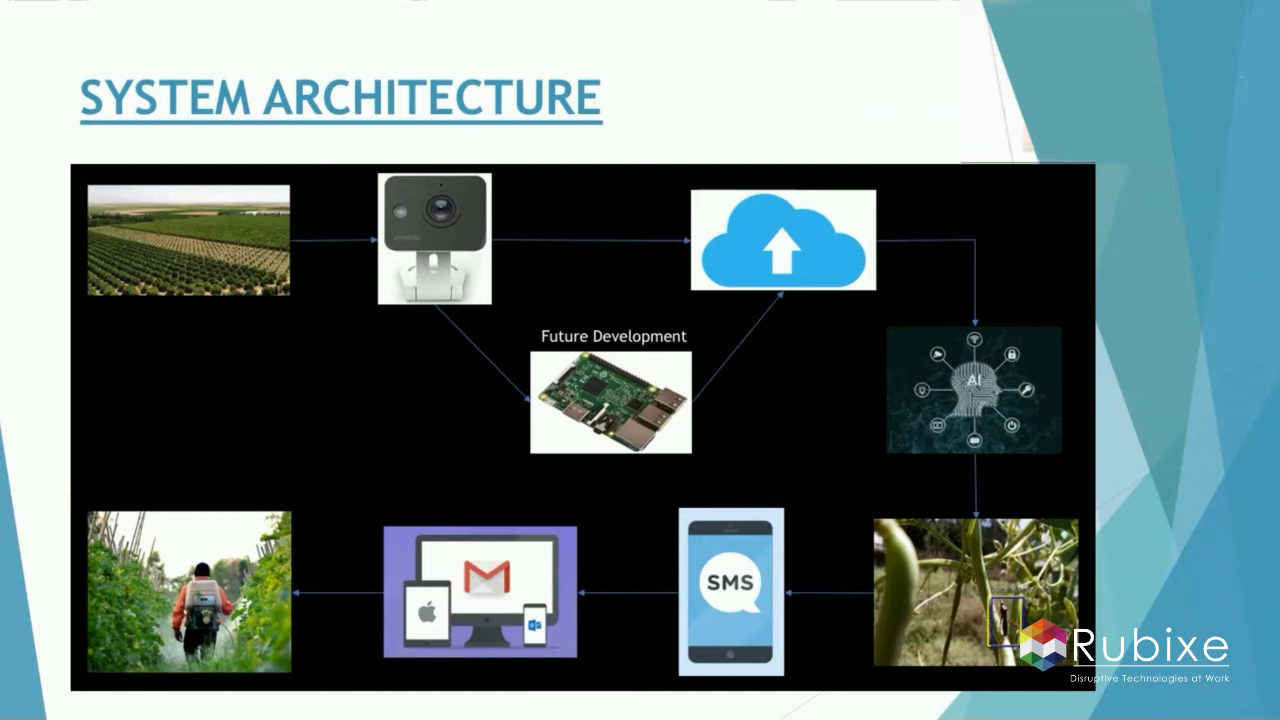 SYSTEM ARCHITECTURE
Future Development
AI
SMS
Rubixe
Disruptive Technologies at Work